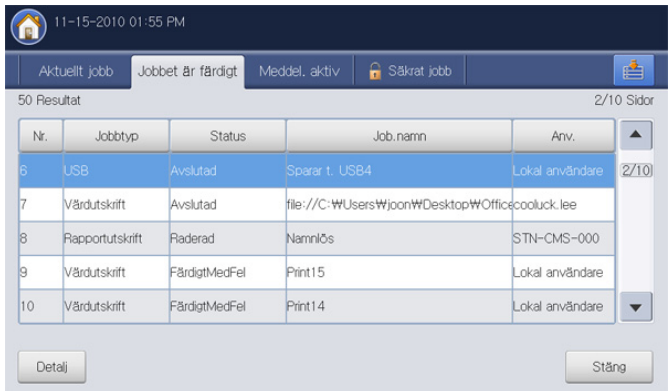 11-15-2010 01:55 PM
Aktuellt jobb Jobbet är färdigt Meddel. aktiv Säkrat jobb
50 Resultat 2/10 Sidor
Nr. Jobbtyp Status Job.namn Anv.
6 USB Avslutad Sparar t. USB4 Lokal användare 2/10
7 Värdutskrift Avslutad file://C:₩Users₩joon₩Desktop₩Office cooluck.lee
8 Rapportutskrift Raderad Namnlös STN-CMS-000
9 Värdutskrift FärdigtMedFel Print15 Lokal användare
10 Värdutskrift FärdigtMedFel Print14 Lokal användare
Detalj Stäng